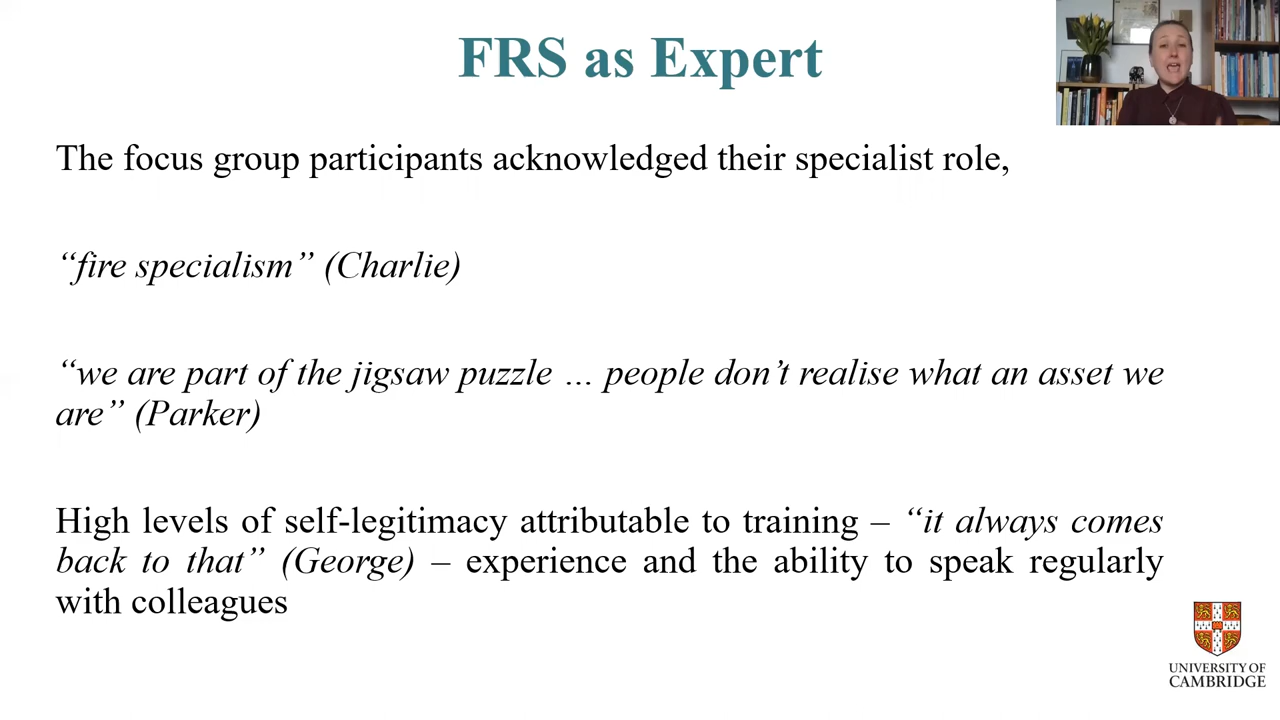 FRS as Expert
The focus group participants acknowledged their specialist role,
“fire specialism” (Charlie)
“we are part of the jigsaw puzzle … people don’t realise what an asset we
are” (Parker)
High levels of self-legitimacy attributable to training – “it always comes
back to that” (George) – experience and the ability to speak regularly
with colleagues
UNIVERSITY OF
CAMBRIDGE